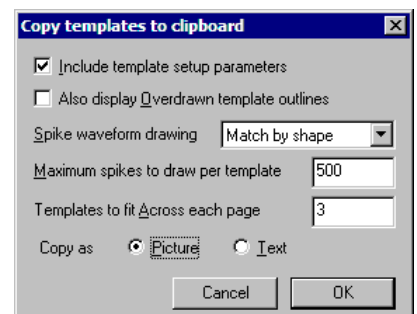 Copy templates to clipboard
Include template setup parameters
Also display Overdrawn template outlines
Spike waveform drawing Match by shape
Maximum spikes to draw per template 500
Templates to fit Across each page 3
Copy as Picture Text
Cancel OK